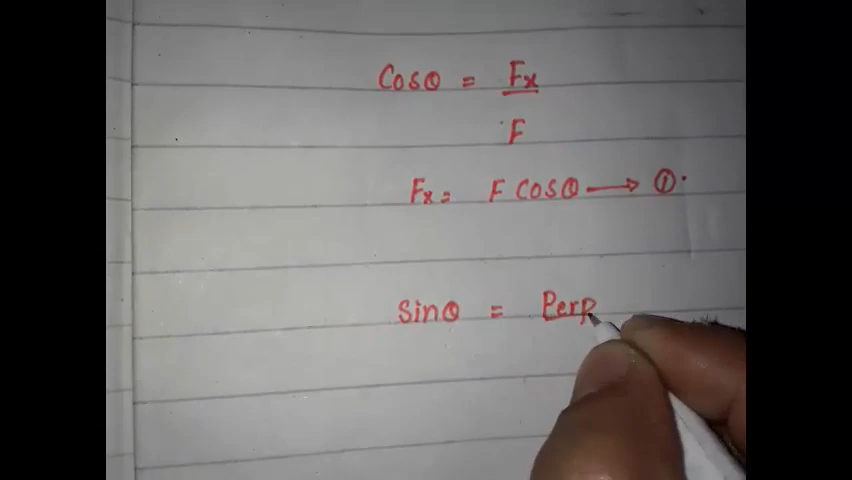 Cosθ = Fx
F
Fx = F Cosθ → ①.
Sinθ = Perp